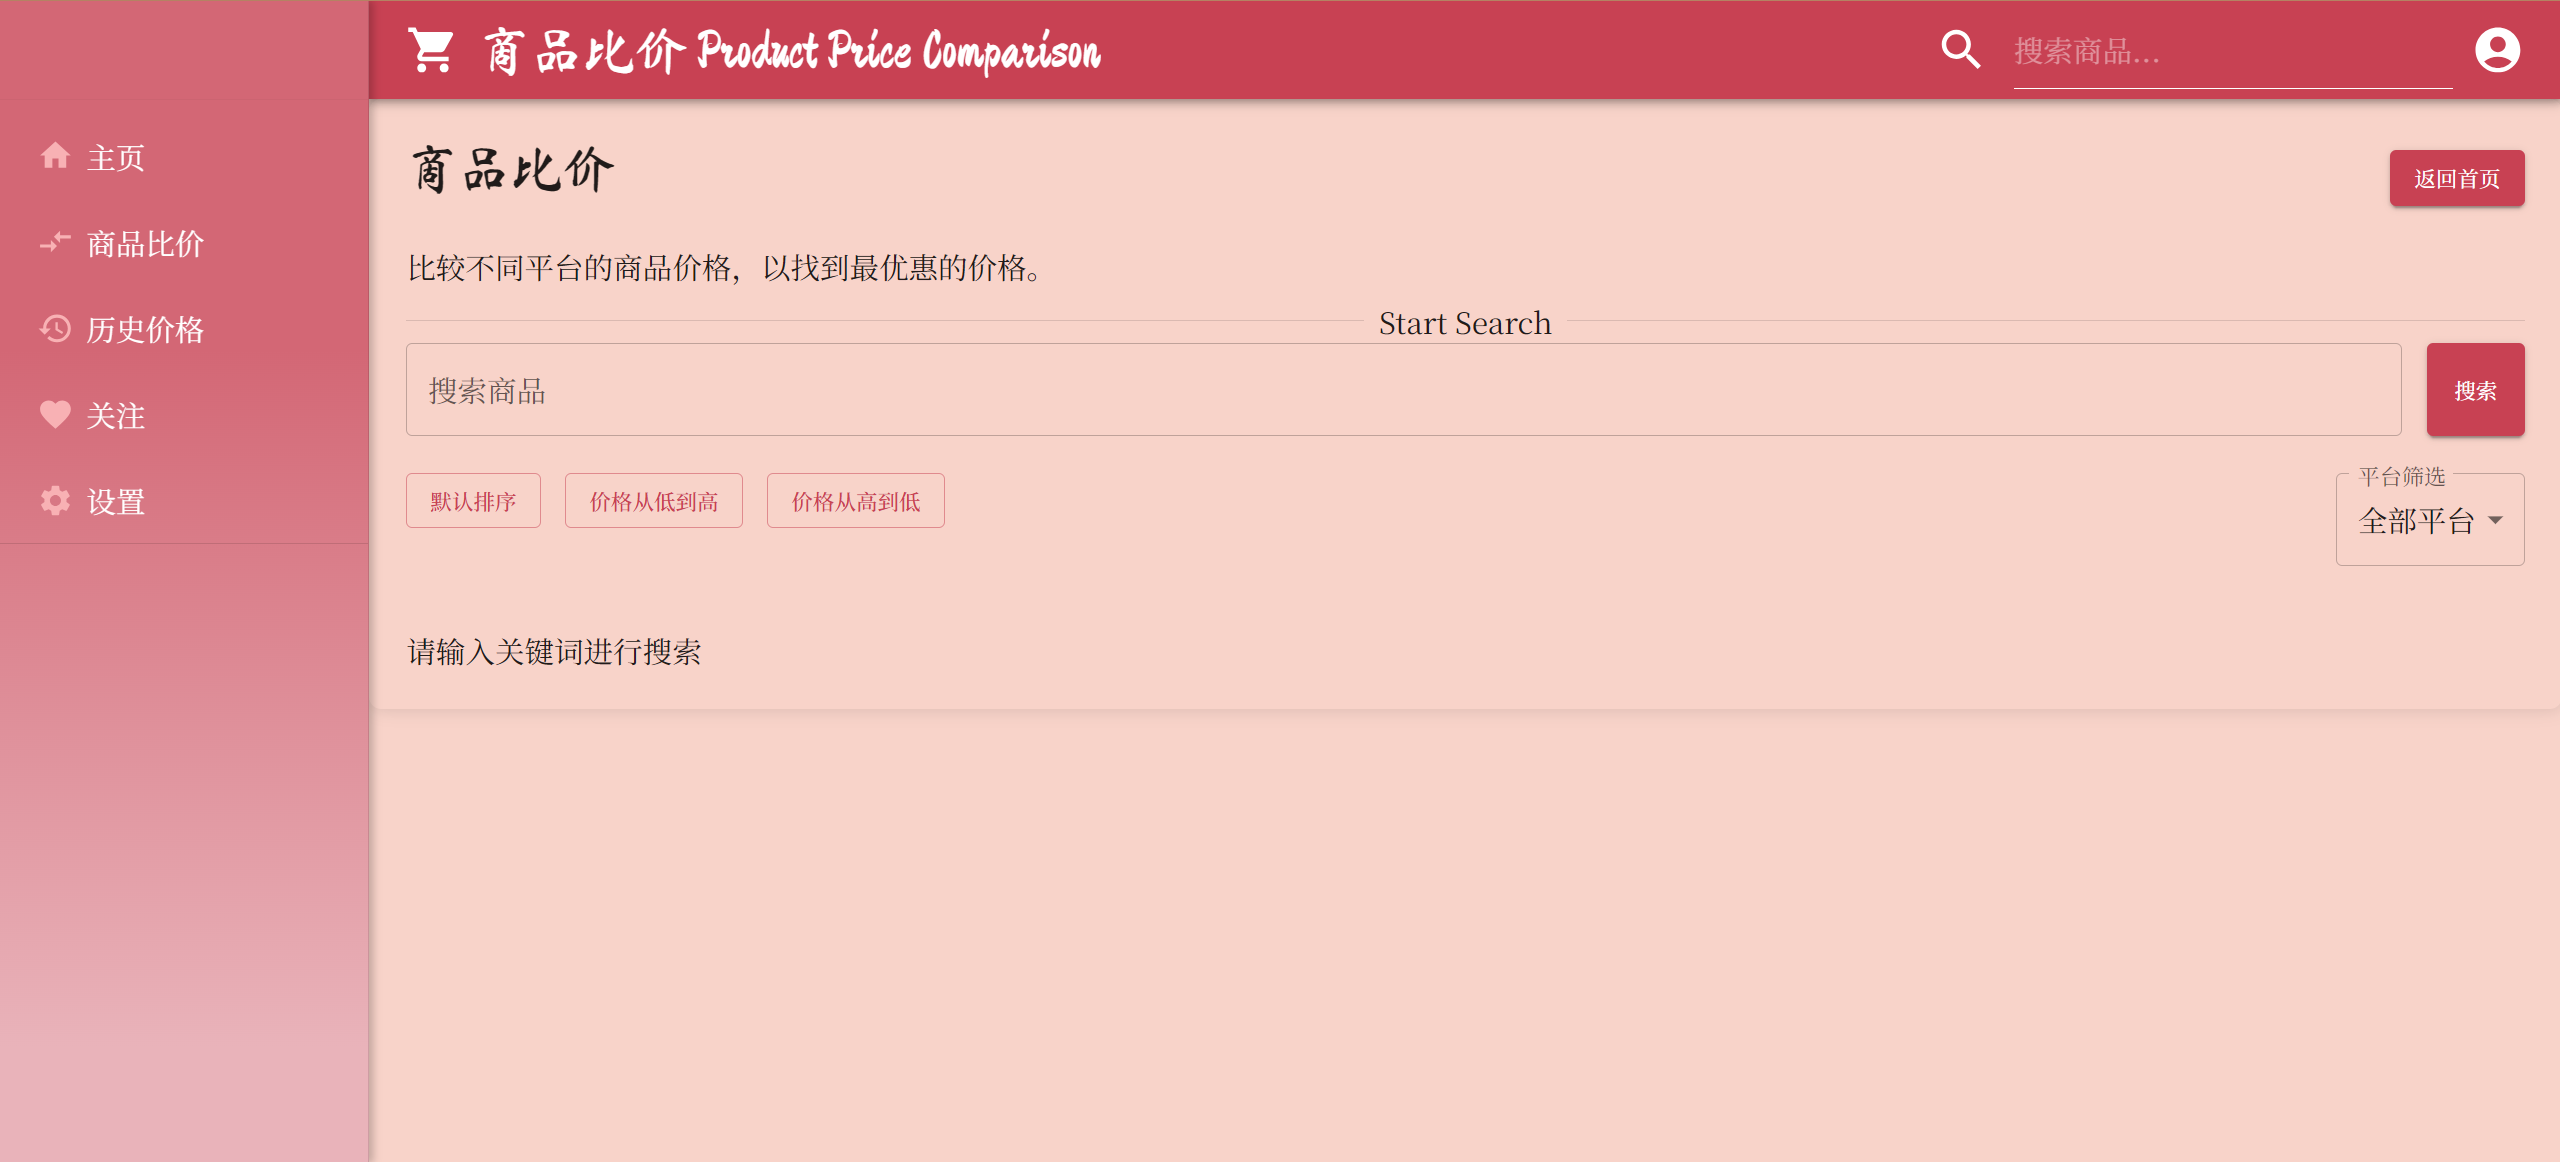 商品比价 Product Price Comparison
搜索商品...
主页
商品比价
历史价格
关注
设置
商品比价
返回首页
比较不同平台的商品价格，以找到最优惠的价格。
Start Search
搜索商品
搜索
默认排序
价格从低到高
价格从高到低
平台筛选
全部平台
请输入关键词进行搜索